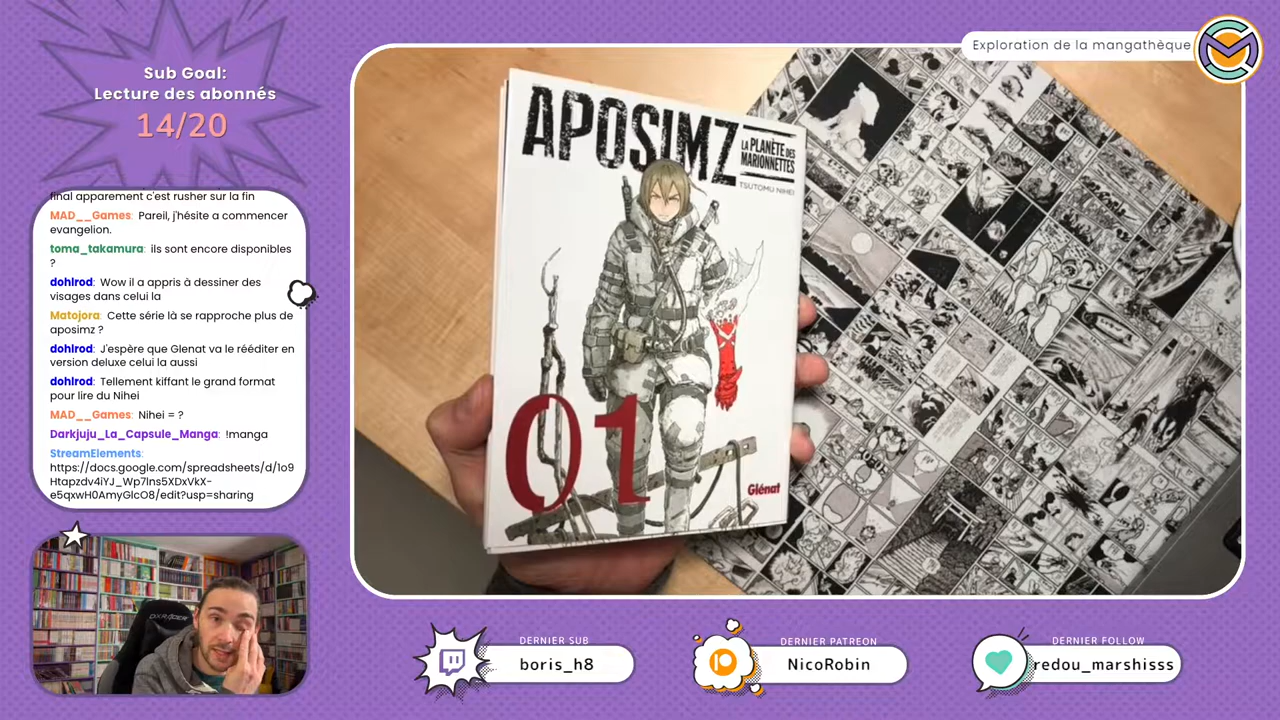 Sub Goal:
Lecture des abonnés
14/20
final apparement c'est rusher sur la fin
MAD__Games: Pareil, j'hésite a commencer
evangelion.
toma_takamura: ils sont encore disponibles
?
dohlrod: Wow il a appris à dessiner des
visages dans celui la
Matojora: Cette série là se rapproche plus de
aposimz ?
dohlrod: J'espère que Glenat va le rééditer en
version deluxe celui la aussi
dohlrod: Tellement kiffant le grand format
pour lire du Nihei
MAD__Games: Nihei = ?
Darkjuju_La_Capsule_Manga: !manga
StreamElements:
https://docs.google.com/spreadsheets/d/1o9
Htapzdv4iYJ_Wp7lns5XDxVkX-
e5qxwH0AmyGlcO8/edit?usp=sharing
Exploration de la mangathèque
APOSIMZ
LA PLANÈTE DES
MARIONNETTES
TSUTOMU NIHEI
01
Glénat
DXRACER
DERNIER SUB
boris_h8
DERNIER PATREON
NicoRobin
DERNIER FOLLOW
redou_marshisss